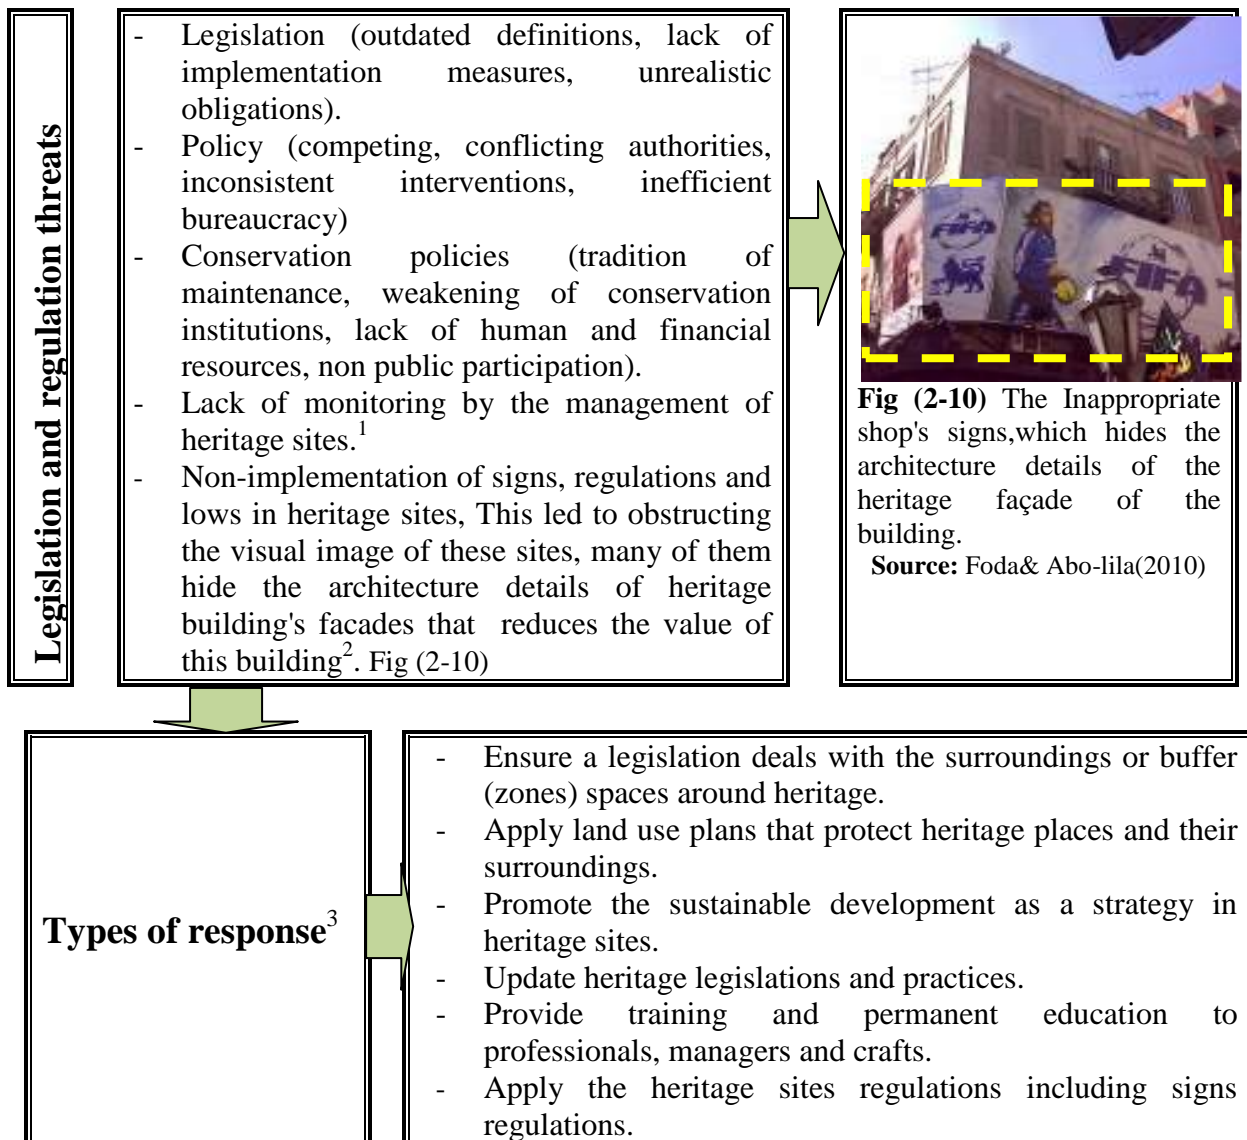 Legislation and regulation threats
- Legislation (outdated definitions, lack of
implementation measures, unrealistic
obligations).
- Policy (competing, conflicting authorities,
inconsistent interventions, inefficient
bureaucracy)
- Conservation policies (tradition of
maintenance, weakening of conservation
institutions, lack of human and financial
resources, non public participation).
- Lack of monitoring by the management of
heritage sites.1
- Non-implementation of signs, regulations and
lows in heritage sites, This led to obstructing
the visual image of these sites, many of them
hide the architecture details of heritage
building's facades that reduces the value of
this building2. Fig (2-10)
FIFA
FIFA
Fig (2-10) The Inappropriate
shop's signs,which hides the
architecture details of the
heritage façade of the
building.
Source: Foda& Abo-lila(2010)
Types of response3
- Ensure a legislation deals with the surroundings or buffer
(zones) spaces around heritage.
- Apply land use plans that protect heritage places and their
surroundings.
- Promote the sustainable development as a strategy in
heritage sites.
- Update heritage legislations and practices.
- Provide training and permanent education to
professionals, managers and crafts.
- Apply the heritage sites regulations including signs
regulations.